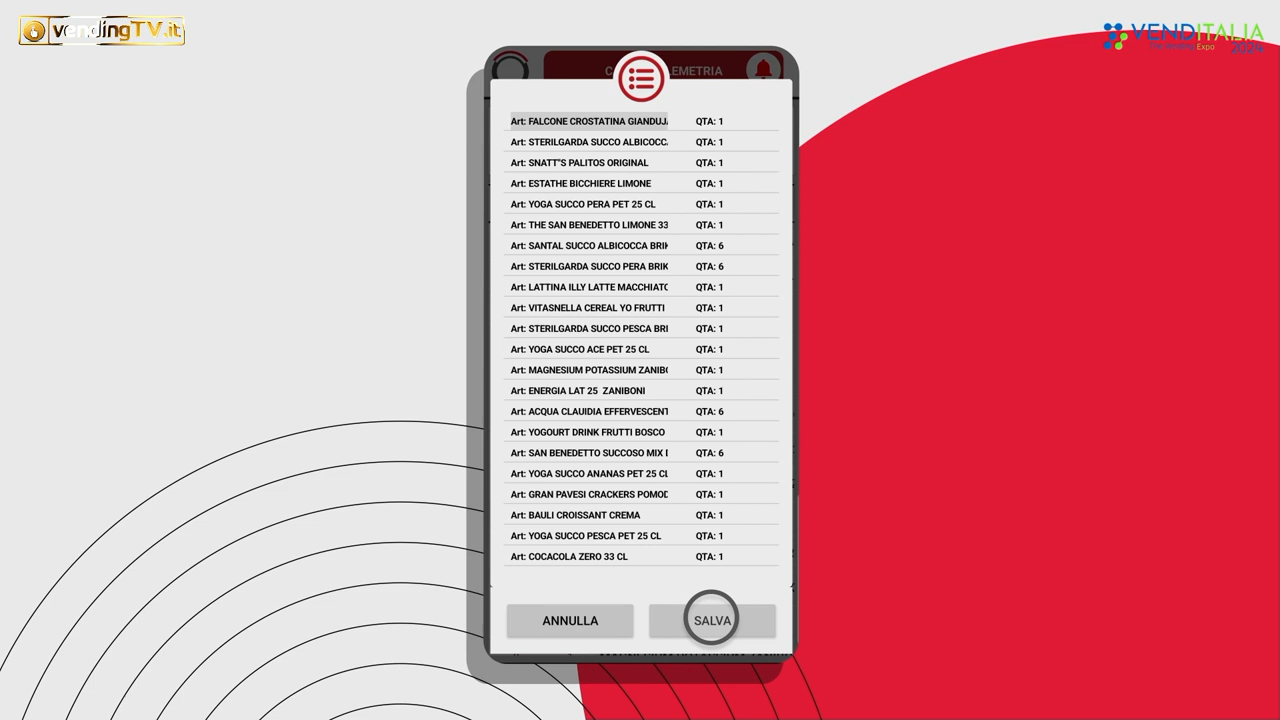 vendingTV.it
VENDITALIA
The Vending Expo
2024
EMETRIA
Art: FALCONE CROSTATINA GIANDUJ QTA: 1
Art: STERILGARDA SUCCO ALBICOCC QTA: 1
Art: SNATT'S PALITOS ORIGINAL QTA: 1
Art: ESTATHE BICCHIERE LIMONE QTA: 1
Art: YOGA SUCCO PERA PET 25 CL QTA: 1
Art: THE SAN BENEDETTO LIMONE 33 QTA: 1
Art: SANTAL SUCCO ALBICOCCA BRIK QTA: 6
Art: STERILGARDA SUCCO PERA BRIK QTA: 6
Art: LATTINA ILLY LATTE MACCHIATO QTA: 1
Art: VITASNELLA CEREAL YO FRUTTI QTA: 1
Art: STERILGARDA SUCCO PESCA BRI QTA: 1
Art: YOGA SUCCO ACE PET 25 CL QTA: 1
Art: MAGNESIUM POTASSIUM ZANIBO QTA: 1
Art: ENERGIA LAT 25 ZANIBONI QTA: 1
Art: ACQUA CLAUIDIA EFFERVESCENT QTA: 6
Art: YOGOURT DRINK FRUTTI BOSCO QTA: 1
Art: SAN BENEDETTO SUCCOSO MIX QTA: 6
Art: YOGA SUCCO ANANAS PET 25 CL QTA: 1
Art: GRAN PAVESI CRACKERS POMOD QTA: 1
Art: BAULI CROISSANT CREMA QTA: 1
Art: YOGA SUCCO PESCA PET 25 CL QTA: 1
Art: COCACOLA ZERO 33 CL QTA: 1
ANNULLA SALVA